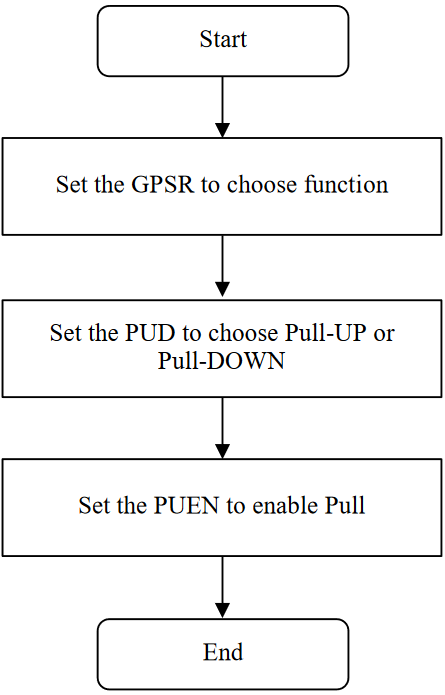 Start
Set the GPSR to choose function
Set the PUD to choose Pull-UP or
Pull-DOWN
Set the PUEN to enable Pull
End